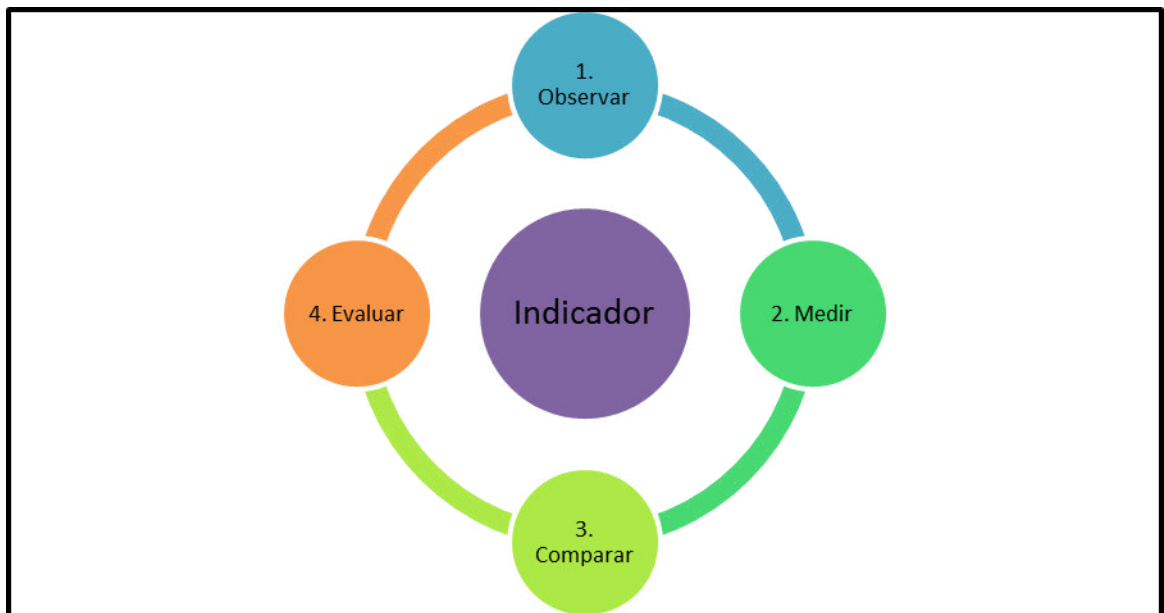 1.
Observar
Indicador
4. Evaluar
2. Medir
3.
Comparar